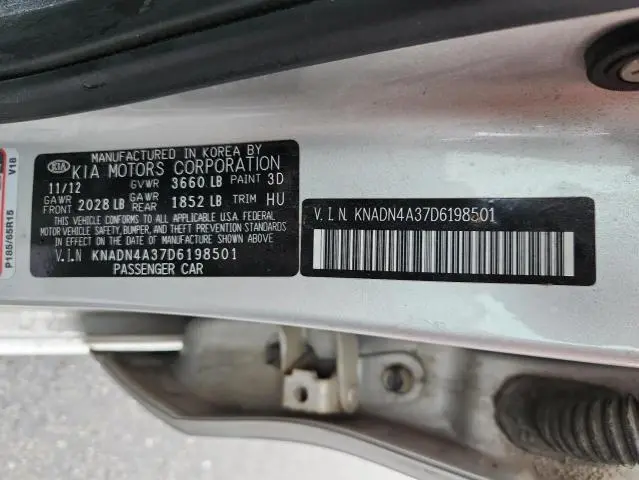 MANUFACTURED IN KOREA BY
KIA KIA MOTORS CORPORATION
11/12 GVWR 3660 LB PAINT 3D
GAWR FRONT 2028 LB GAWR REAR 1852 LB TRIM HU
THIS VEHICLE CONFORMS TO ALL APPLICABLE U.S.A. FEDERAL
MOTOR VEHICLE SAFETY, BUMPER, AND THEFT PREVENTION STANDARDS
IN EFFECT ON THE DATE OF MANUFACTURE SHOWN ABOVE
V.I.N KNADN4A37D6198501
PASSENGER CAR
V.I.N. KNADN4A37D6198501
P185/65R15
V18